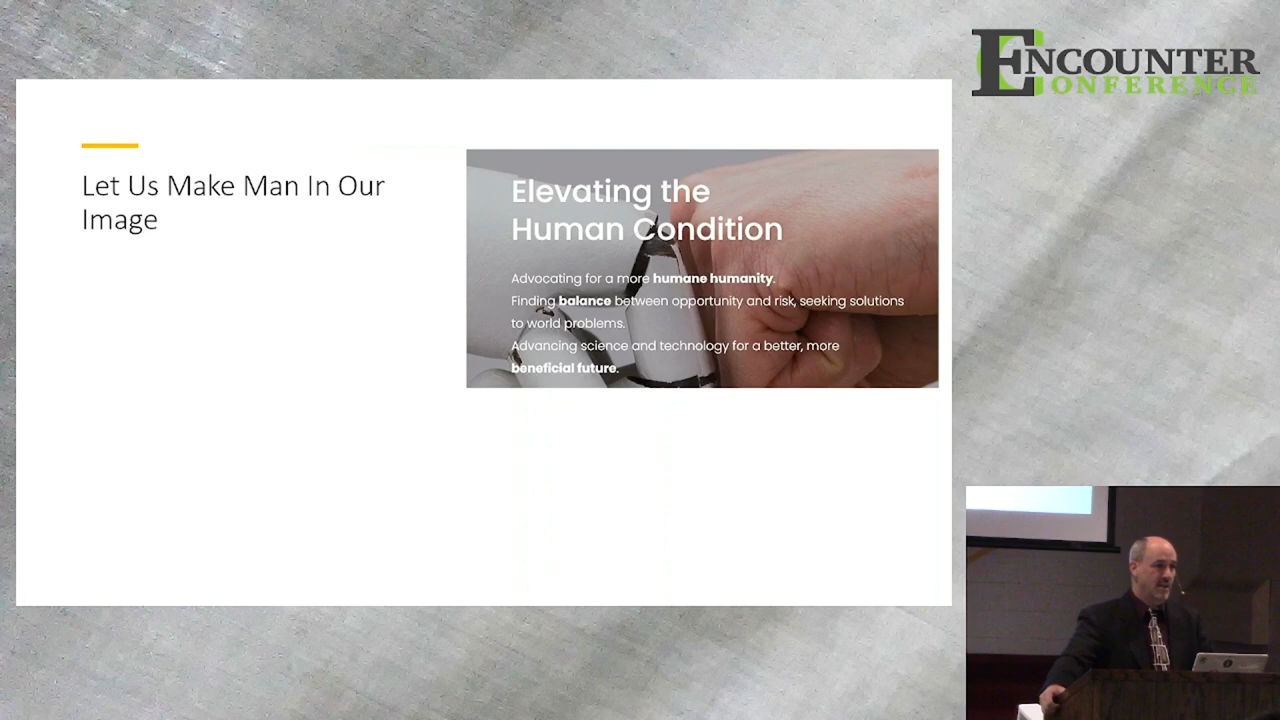 ENCOUNTER
CONFERENCE
Let Us Make Man In Our
Image
Elevating the
Human Condition
Advocating for a more humane humanity.
Finding balance between opportunity and risk, seeking solutions
to world problems.
Advancing science and technology for a better, more
beneficial future.